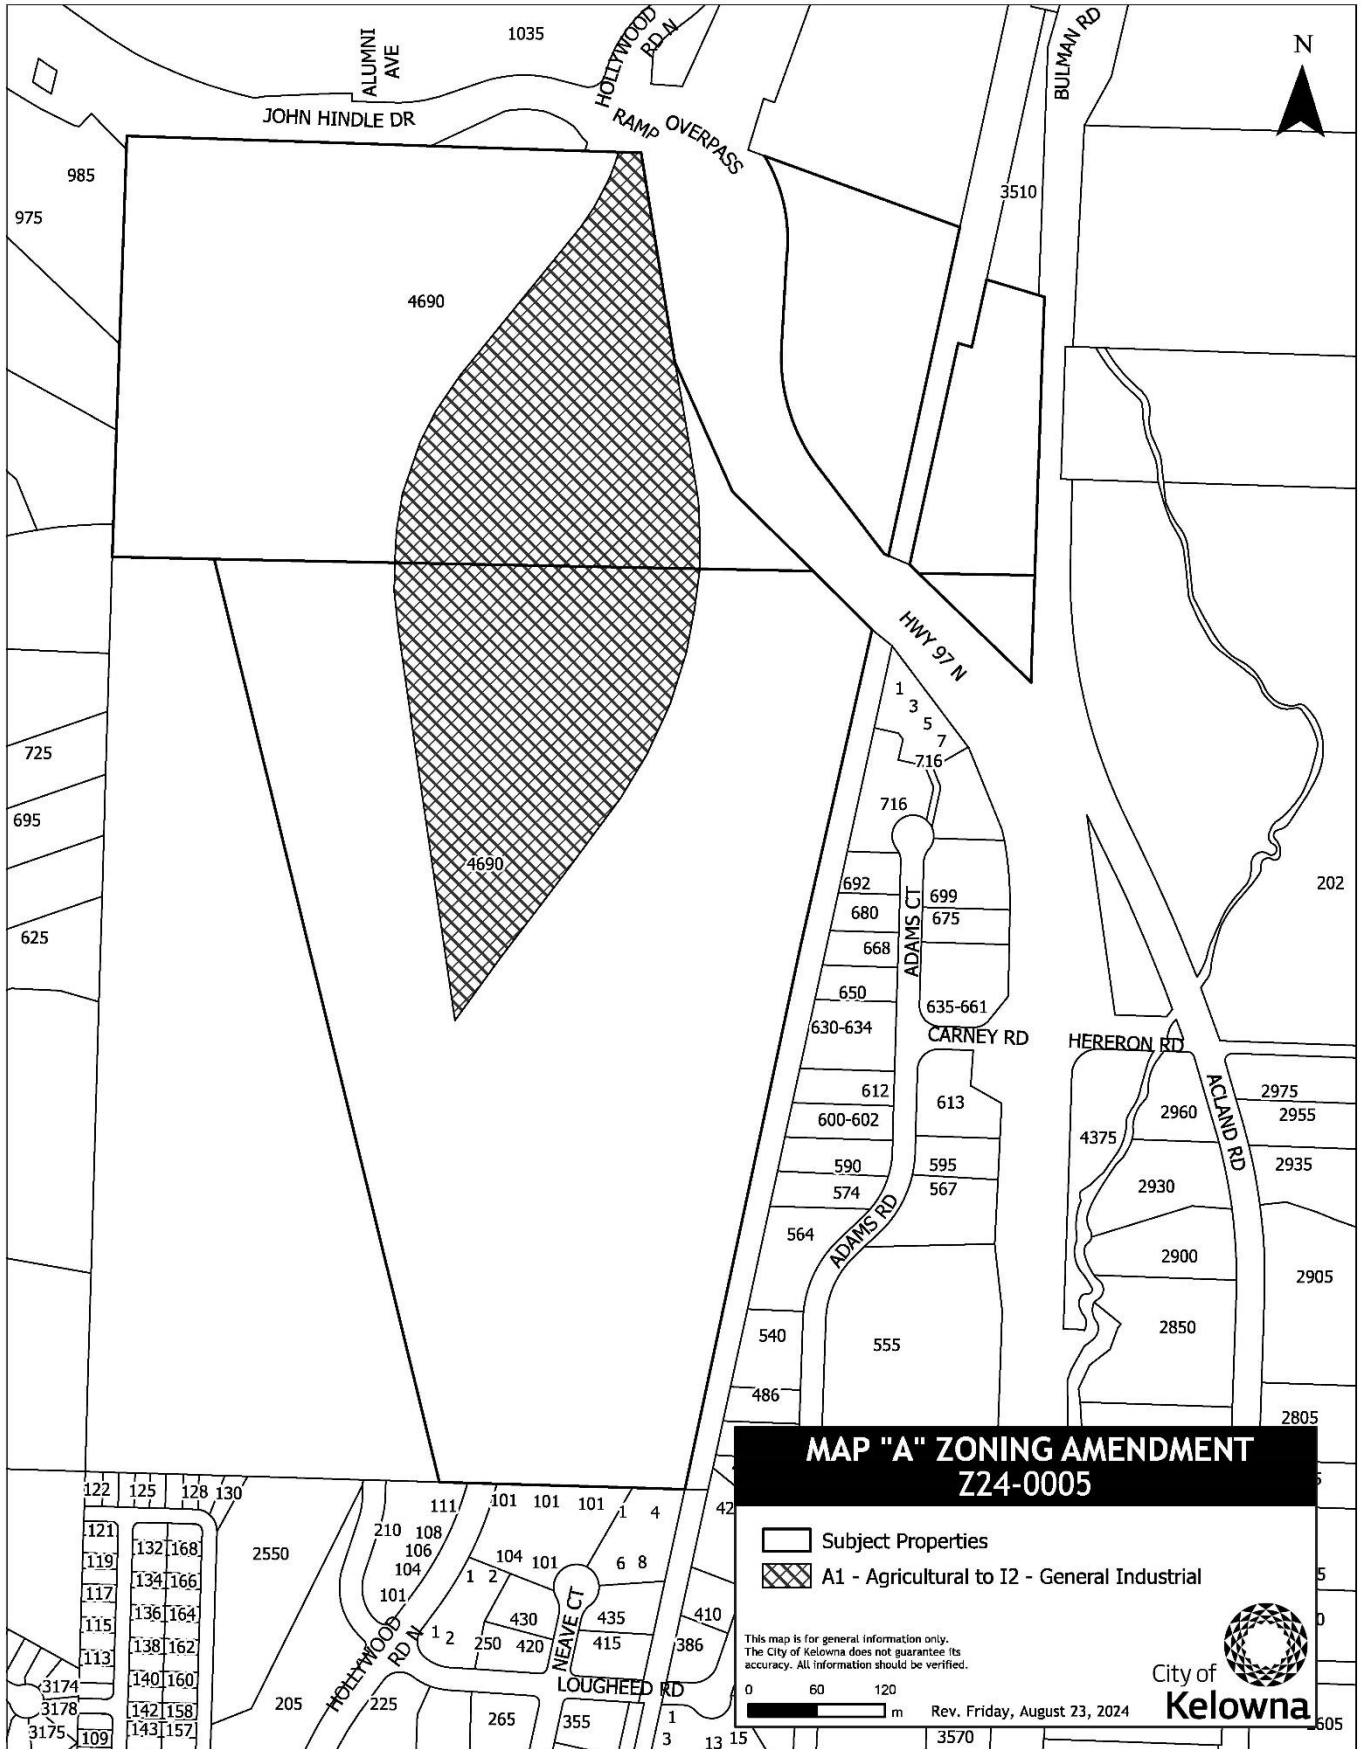 1035
ALUMNI
AVE
HOLLYWOOD
RD N
BULMAN RD
N
JOHN HINDLE DR
RAMP
OVERPASS
985
975
3510
4690
HWY 97 N
1
3
5
7
716
716
725
695
625
4690
202
692
699
680
675
668
ADAMS CT
650
635-661
630-634
CARNEY RD
HERERON RD
612
613
600-602
4375
2960
ACLAND RD
2975
2955
590
595
2935
574
567
2930
564
ADAMS RD
2900
2905
540
555
2850
486
2805
MAP "A" ZONING AMENDMENT
Z24-0005
Subject Properties
A1 - Agricultural to I2 - General Industrial
This map is for general information only.
The City of Kelowna does not guarantee its
accuracy. All information should be verified.
0 60 120
m
Rev. Friday, August 23, 2024
City of
Kelowna
122 125 128 130
111 101 101 101 1 4 42
121
210 108
132 168
106
2550
119
104
104 101 6 8
134 166
1 2
117
101
136 164
430 435 410
115
HOLLYWOOD
RD N
1 2
138 162
250 420 415 386
113
NEAVE CT
140 160
3174
LOUGHEED RD
3178
142 158
205 225
3175
109
143 157
265 355
1
3 13 15
3570
605